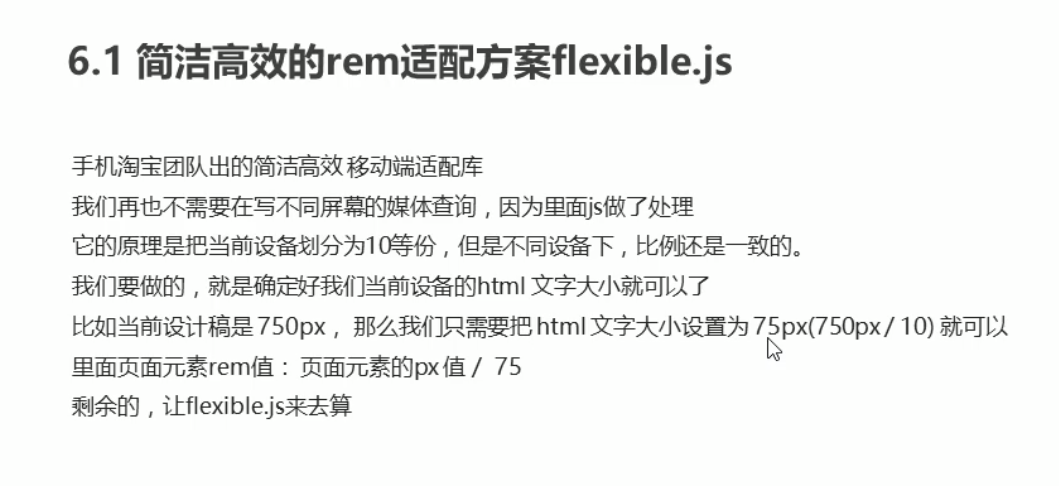 6.1 简洁高效的rem适配方案flexible.js
手机淘宝团队出的简洁高效 移动端适配库
我们再也不需要在写不同屏幕的媒体查询，因为里面js做了处理
它的原理是把当前设备划分为10等份，但是不同设备下，比例还是一致的。
我们要做的，就是确定好我们当前设备的html 文字大小就可以了
比如当前设计稿是 750px， 那么我们只需要把 html 文字大小设置为 75px(750px / 10) 就可以
里面页面元素rem值： 页面元素的px 值 / 75
剩余的，让flexible.js来去算